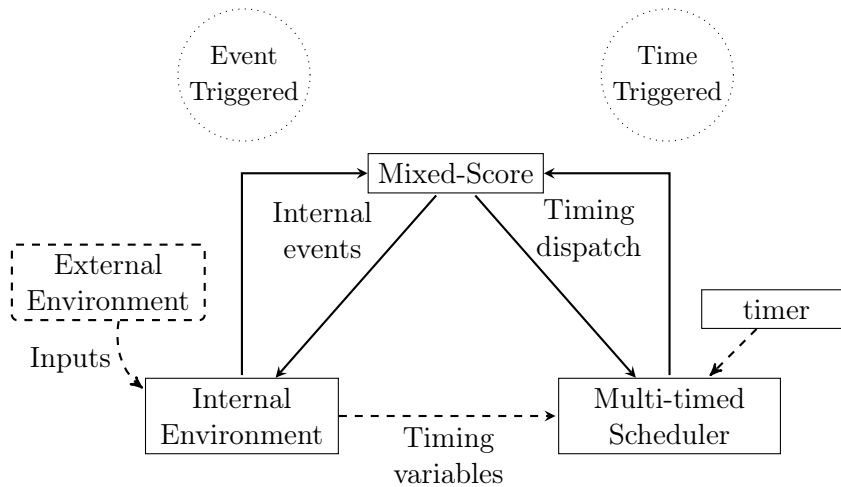 Event
Triggered
Time
Triggered
Mixed-Score
Internal
events
Timing
dispatch
External
Environment
timer
Inputs
Internal
Environment
Multi-timed
Scheduler
Timing
variables